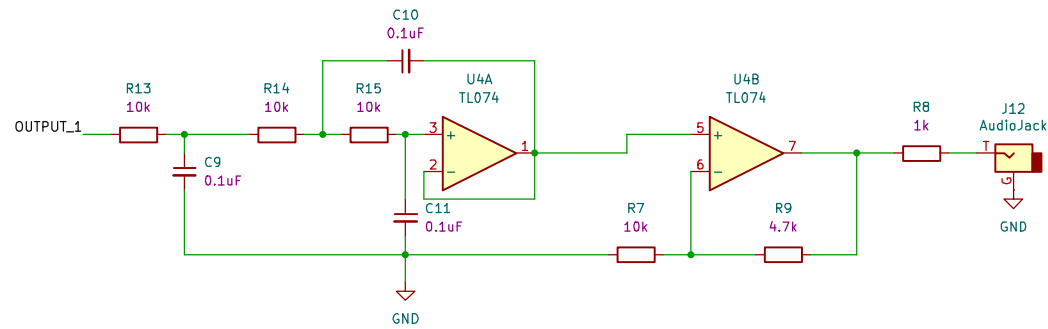 C10
0.1uF
R13
10k
R14
10k
R15
10k
U4A
TL074
U4B
TL074
R8
1k
J12
AudioJack
OUTPUT_1
3
+
1
2
−
5
+
7
6
−
T
G
C9
0.1uF
C11
0.1uF
R7
10k
R9
4.7k
GND
GND